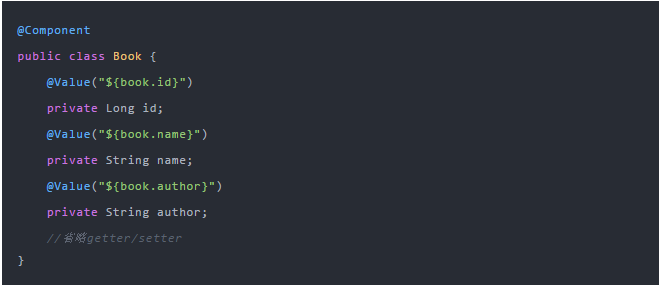 @Component
public class Book {
    @Value("${book.id}")
    private Long id;
    @Value("${book.name}")
    private String name;
    @Value("${book.author}")
    private String author;
    //省略getter/setter
}